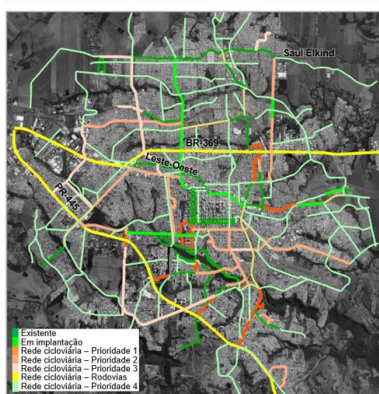 Saul Elkind
BR-369
Leste-Oeste
PR-445
Existente
Em implantação
Rede cicloviária – Prioridade 1
Rede cicloviária – Prioridade 2
Rede cicloviária – Prioridade 3
Rede cicloviária – Rodovias
Rede cicloviária – Prioridade 4